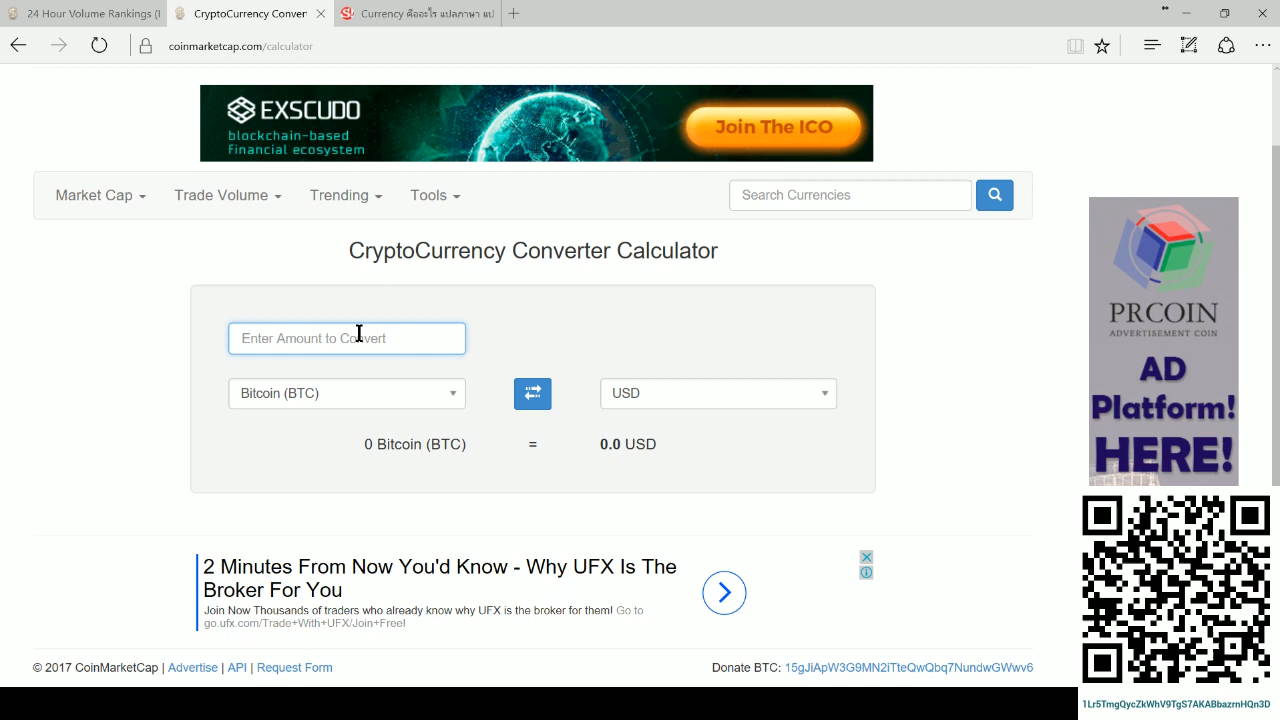 24 Hour Volume Rankings (
CryptoCurrency Conver
Currency คืออะไร แปลภาษา แป
coinmarketcap.com/calculator
EXSCUDO
blockchain-based
financial ecosystem
Join The ICO
Market Cap
Trade Volume
Trending
Tools
Search Currencies
CryptoCurrency Converter Calculator
Enter Amount to Convert
Bitcoin (BTC)
USD
0 Bitcoin (BTC) = 0.0 USD
PRCOIN
ADVERTISEMENT COIN
AD
Platform!
HERE!
2 Minutes From Now You'd Know - Why UFX Is The
Broker For You
Join Now Thousands of traders who already know why UFX is the broker for them! Go to
go.ufx.com/Trade+With+UFX/Join+Free!
© 2017 CoinMarketCap | Advertise | API | Request Form
Donate BTC: 15gJiApW3G9MN2iTteQwQbq7NundwGWwv6
1Lr5TmgQycZkWhV9TgS7AKABbazrnHQn3D